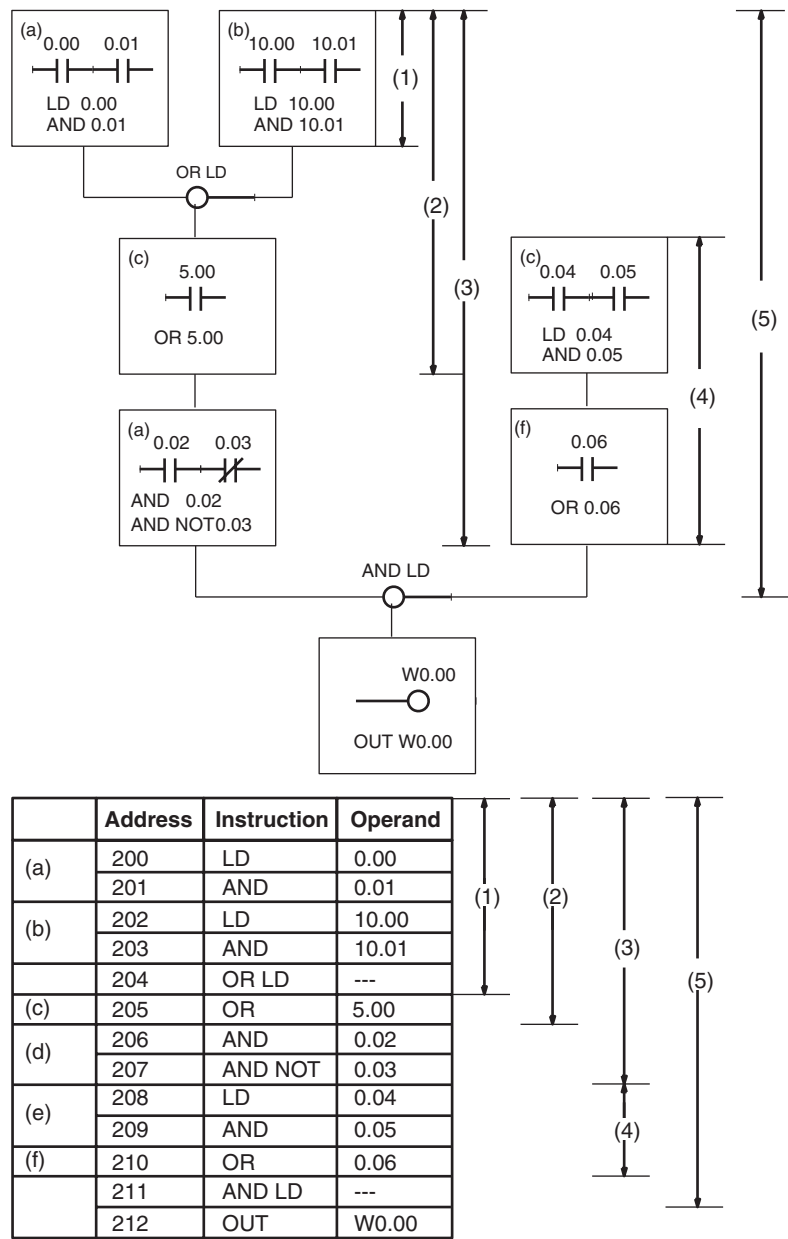 (a)
0.00 0.01
LD 0.00
AND 0.01
(b)
10.00 10.01
LD 10.00
AND 10.01
(1)
OR LD
(2)
(c)
5.00
OR 5.00
(3)
(c)
0.04 0.05
LD 0.04
AND 0.05
(5)
(4)
(a)
0.02 0.03
AND 0.02
AND NOT0.03
(f)
0.06
OR 0.06
AND LD
W0.00
OUT W0.00
Address Instruction Operand
(a) 200 LD 0.00
201 AND 0.01
(b) 202 LD 10.00
203 AND 10.01
204 OR LD ---
(c) 205 OR 5.00
(d) 206 AND 0.02
207 AND NOT 0.03
(e) 208 LD 0.04
209 AND 0.05
(f) 210 OR 0.06
211 AND LD ---
212 OUT W0.00
(1)
(2)
(3)
(5)
(4)